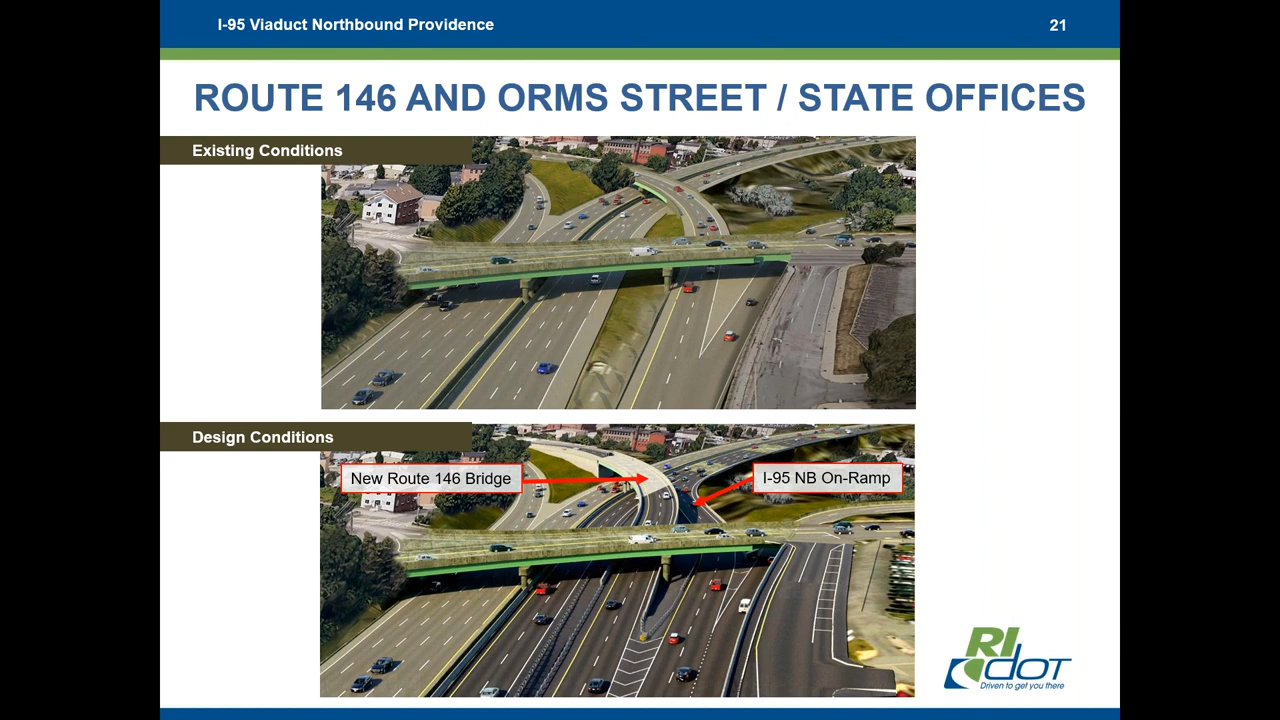 I-95 Viaduct Northbound Providence
21
ROUTE 146 AND ORMS STREET / STATE OFFICES
Existing Conditions
Design Conditions
New Route 146 Bridge
I-95 NB On-Ramp
RI
DOT
Driven to get you there